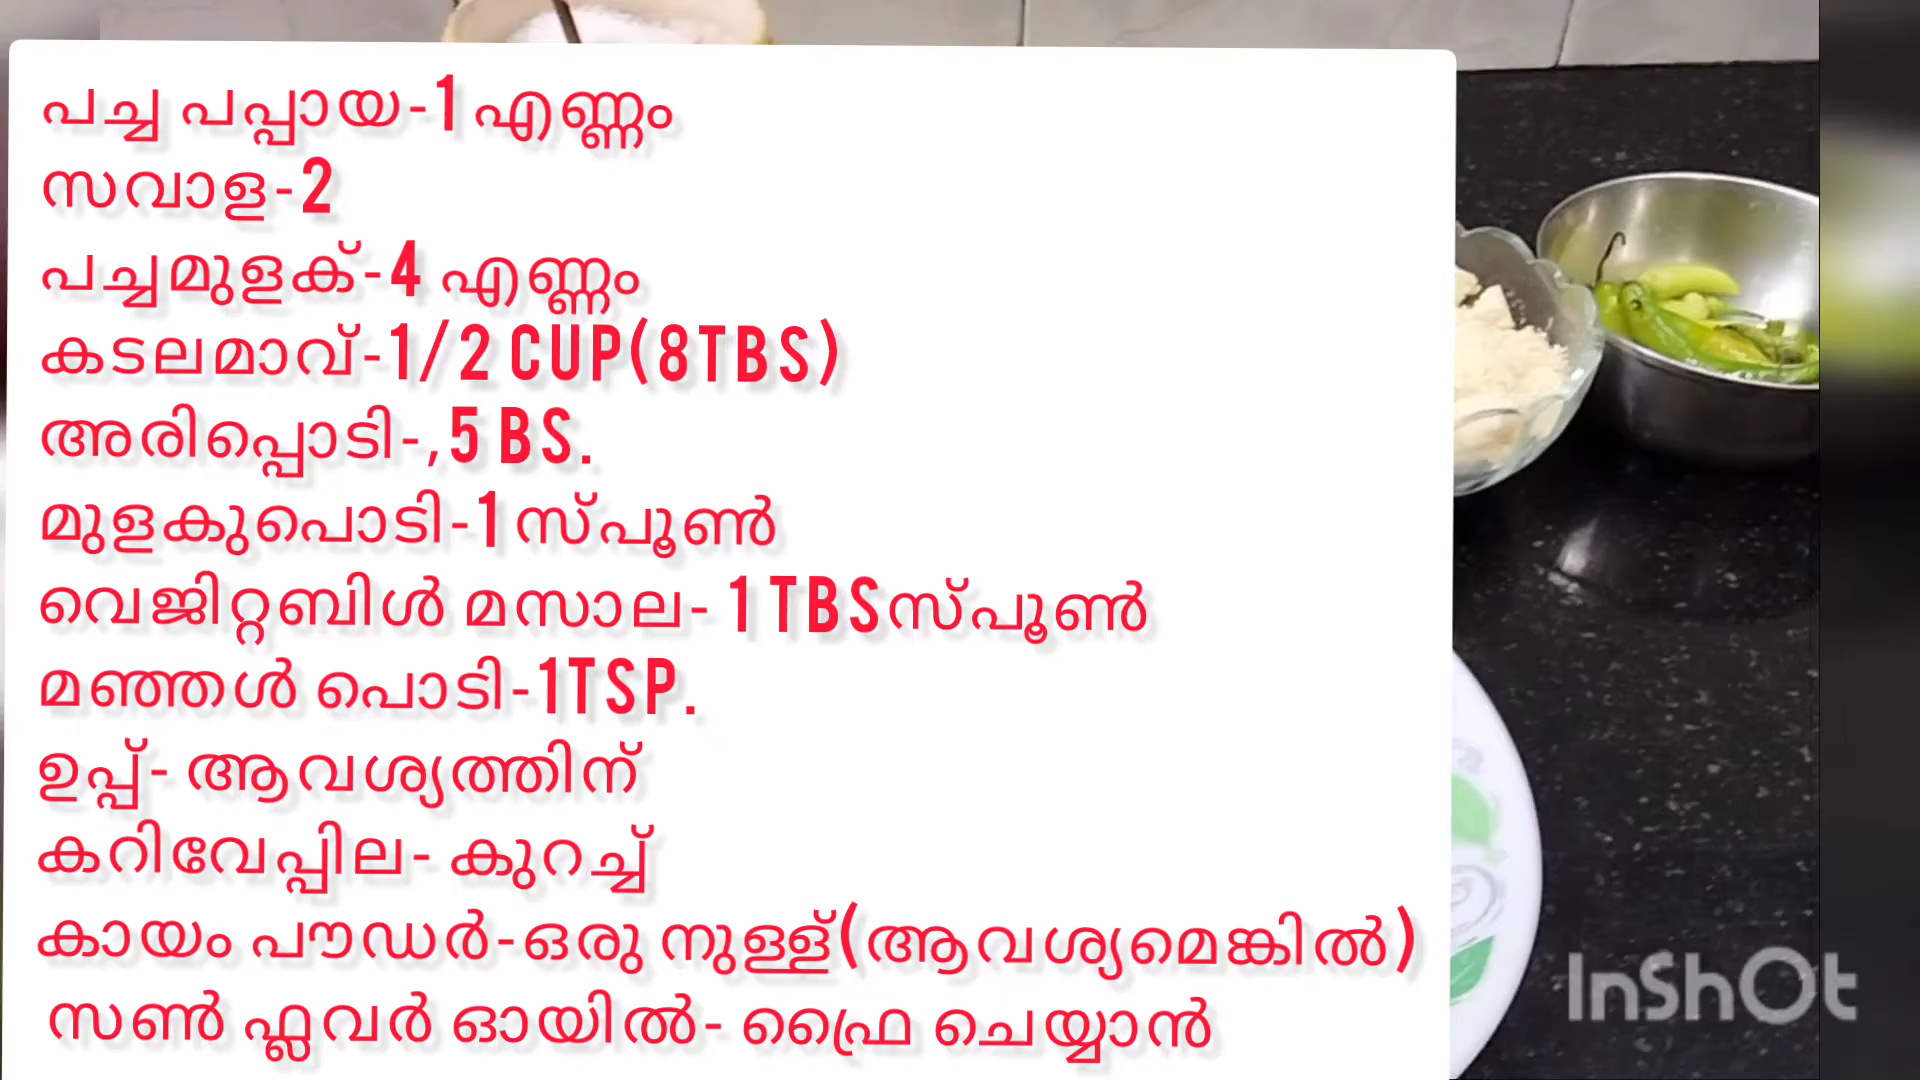 പച്ച പപ്പായ-1 എണ്ണം
സവാള-2
പച്ചമുളക്-4 എണ്ണം
കടലമാവ്-1/2 CUP(8TBS)
അരിപ്പൊടി-,5 BS.
മുളകുപൊടി-1 സ്പൂൺ
വെജിറ്റബിൾ മസാല- 1 TBSസ്പൂൺ
മഞ്ഞൾ പൊടി-1TSP.
ഉപ്പ്- ആവശ്യത്തിന്
കറിവേപ്പില- കുറച്ച്
കായം പൗഡർ-ഒരു നുള്ള്(ആവശ്യമെങ്കിൽ)
സൺ ഫ്ലവർ ഓയിൽ- ഫ്രൈ ചെയ്യാൻ
InShOt